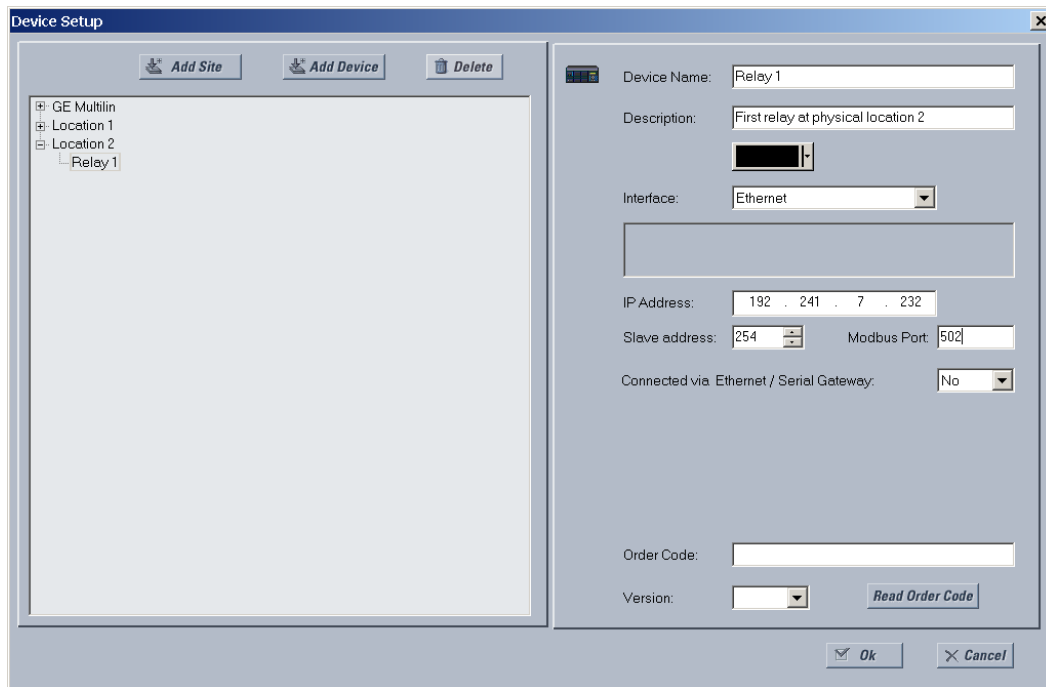 Device Setup
Add Site Add Device Delete
GE Multilin
Location 1
Location 2
Relay 1
Device Name: Relay 1
Description: First relay at physical location 2
Interface: Ethernet
IP Address: 192 . 241 . 7 . 232
Slave address: 254 Modbus Port: 502
Connected via Ethernet / Serial Gateway: No
Order Code:
Version: Read Order Code
Ok Cancel